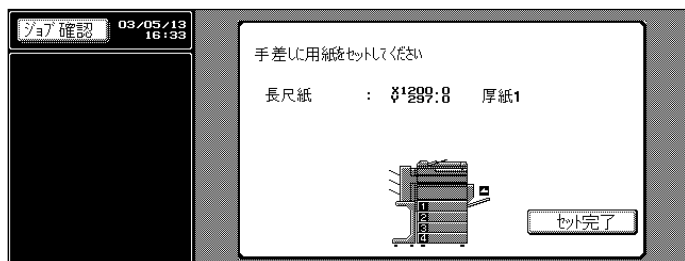 ジョブ確認
03/05/13
16:33
手差しに用紙をセットしてください
長尺紙 : X1200.0 厚紙1
Y 297.0
1
2
3
4
セット完了